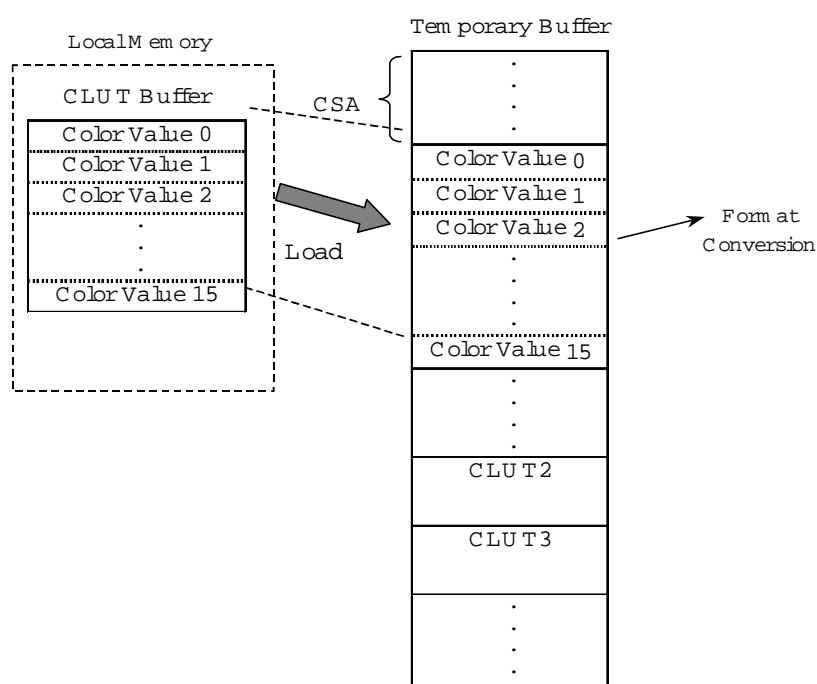 Local Memory
CLUT Buffer
Color Value 0
Color Value 1
Color Value 2
.
.
.
Color Value 15
Load
CSA
Temporary Buffer
.
.
.
.
Color Value 0
Color Value 1
Color Value 2
.
.
.
.
Color Value 15
.
.
.
.
CLUT2
CLUT3
.
.
.
.
Format
Conversion